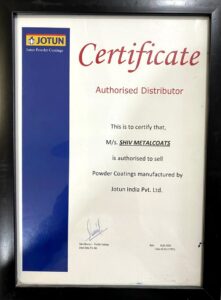 JOTUN
Jotun Powder Coatings
Certificate
Authorised Distributor
This is to certify that,
M/s. SHIV METALCOATS
is authorised to sell
Powder Coatings manufactured by
Jotun India Pvt. Ltd.